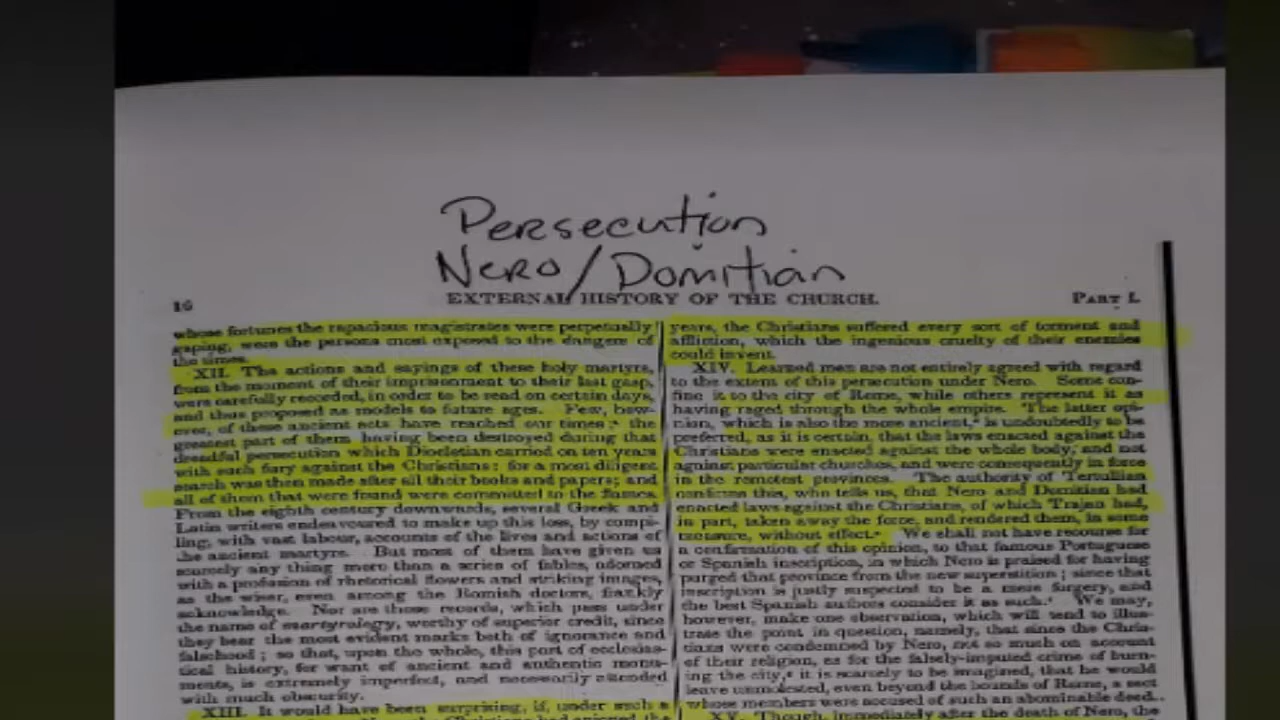 Persecution
Nero/Domitian
16
EXTERNAL HISTORY OF THE CHURCH.
PART I.
whose fortunes the rapacious magistrates were perpetually
gaping, were the persons most exposed to the dangers of
the times.
XII. The actions and sayings of these holy martyrs,
from the moment of their imprisonment to their last gasp,
were carefully recorded, in order to be read on certain days,
and thus proposed as models to future ages. Few, how-
ever, of these ancient acts have reached our times; the
greatest part of them having been destroyed during that
dreadful persecution which Diocletian carried on ten years
with such fury against the Christians: for a most diligent
search was then made after all their books and papers; and
all of them that were found were committed to the flames.
From the eighth century downwards, several Greek and
Latin writers endeavoured to make up this loss, by compi-
ling, with vast labour, accounts of the lives and actions of
the ancient martyrs. But most of them have given us
scarcely any thing more than a series of fables, adorned
with a profusion of rhetorical flowers and striking images,
as the wiser, even among the Romish doctors, frankly
acknowledge. Nor are those records, which pass under
the name of martyrology, worthy of superior credit, since
they bear the most evident marks both of ignorance and
falsehood; so that, upon the whole, this part of ecclesias-
tical history, for want of ancient and authentic monu-
ments, is extremely imperfect, and necessarily attended
with much obscurity.
XIII. It would have been surprising, if, under such a
years, the Christians suffered every sort of torment and
affliction, which the ingenious cruelty of their enemies
could invent.
XIV. Learned men are not entirely agreed with regard
to the extent of this persecution under Nero. Some con-
fine it to the city of Rome, while others represent it as
having raged through the whole empire. The latter opi-
nion, which is also the more ancient, is undoubtedly to be
preferred, as it is certain, that the laws enacted against the
Christians were enacted against the whole body, and not
against particular churches, and were consequently in force
in the remotest provinces. The authority of Tertullian
confirms this, who tells us, that Nero and Domitian had
enacted laws against the Christians, of which Trajan had,
in part, taken away the force, and rendered them, in some
measure, without effect. We shall not have recourse for
a confirmation of this opinion, to that famous Portuguese
or Spanish inscription, in which Nero is praised for having
purged that province from the new superstition; since that
inscription is justly suspected to be a mere forgery, and
the best Spanish authors consider it as such. We may,
however, make one observation, which will tend to illus-
trate the point in question, namely, that since the Chris-
tians were condemned by Nero, not so much on account
of their religion, as for the falsely-imputed crime of burn-
ing the city, it is scarcely to be imagined, that he would
leave unmolested, even beyond the bounds of Rome, a sect
whose members were accused of such an abominable deed.
XV. Though, immediately after the death of Nero, the